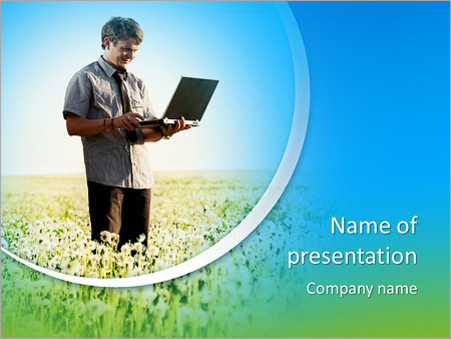 Name of
presentation
Company name